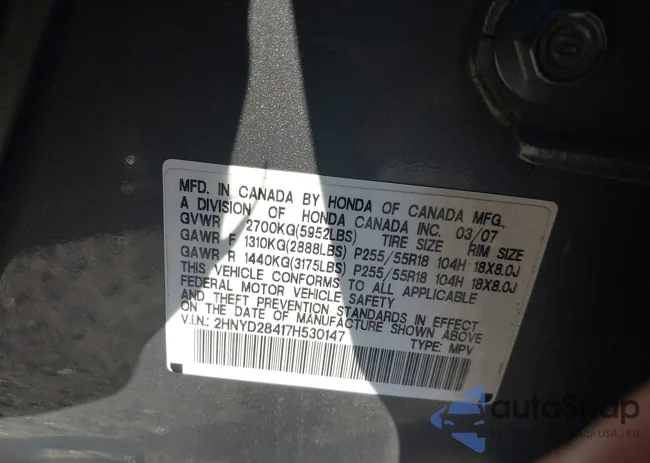 MFD. IN CANADA BY HONDA OF CANADA MFG.,
A DIVISION OF HONDA CANADA INC. 03/07
GVWR 2700KG(5952LBS) TIRE SIZE RIM SIZE
GAWR F 1310KG(2888LBS) P255/55R18 104H 18X8.0J
GAWR R 1440KG(3175LBS) P255/55R18 104H 18X8.0J
THIS VEHICLE CONFORMS TO ALL APPLICABLE
FEDERAL MOTOR VEHICLE SAFETY
AND THEFT PREVENTION STANDARDS IN EFFECT
ON THE DATE OF MANUFACTURE SHOWN ABOVE
V.I.N.: 2HNYD28417H530147 TYPE: MPV
autoSnap
USA - EU